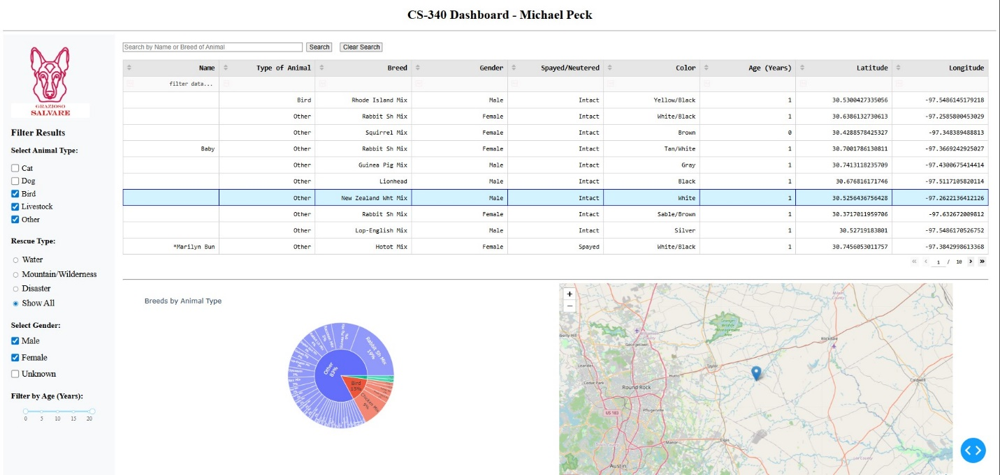 CS-340 Dashboard - Michael Peck
GRAZIOSO
SALVARE
Filter Results
Select Animal Type:
Cat
Dog
Bird
Livestock
Other
Rescue Type:
Water
Mountain/Wilderness
Disaster
Show All
Select Gender:
Male
Female
Unknown
Filter by Age (Years):
0 5 10 15 20
Search by Name or Breed of Animal Search Clear Search
Name Type of Animal Breed Gender Spayed/Neutered Color Age (Years) Latitude Longitude
filter data...
Bird Rhode Island Mix Male Intact Yellow/Black 1 30.5300427335056 -97.5486145179218
Other Rabbit Sh Mix Female Intact White/Black 1 30.6386132730613 -97.2585800453029
Other Squirrel Mix Female Intact Brown 0 30.4288578425327 -97.348389488813
Baby Other Rabbit Sh Mix Female Intact Tan/White 1 30.7001786130811 -97.3669242925027
Other Guinea Pig Mix Male Intact Gray 1 30.7413118235709 -97.4300675414414
Other Lionhead Male Intact Black 1 30.676816171746 -97.5117105820114
Other New Zealand Wht Mix Male Intact White 1 30.5256436756428 -97.2622136412126
Other Rabbit Sh Mix Female Intact Sable/Brown 1 30.3717011959706 -97.632672009812
Other Lop-English Mix Male Intact Silver 1 30.52719183801 -97.5486170526752
*Marilyn Bun Other Hotot Mix Female Spayed White/Black 1 30.7456053011757 -97.3842998613368
« ‹ 1 / 10 › »
Breeds by Animal Type
Other
83%
Bird
15%
Rabbit Sh Mix
19%
Chicken Mix
9%
+
−
Milam
County
Georgetown
Rockdale
Leander
Taylor
Cedar Park
Hutto
Caldwell
Round Rock
Pflugerville
US 183
Manor
Elgin
Lee County
Austin